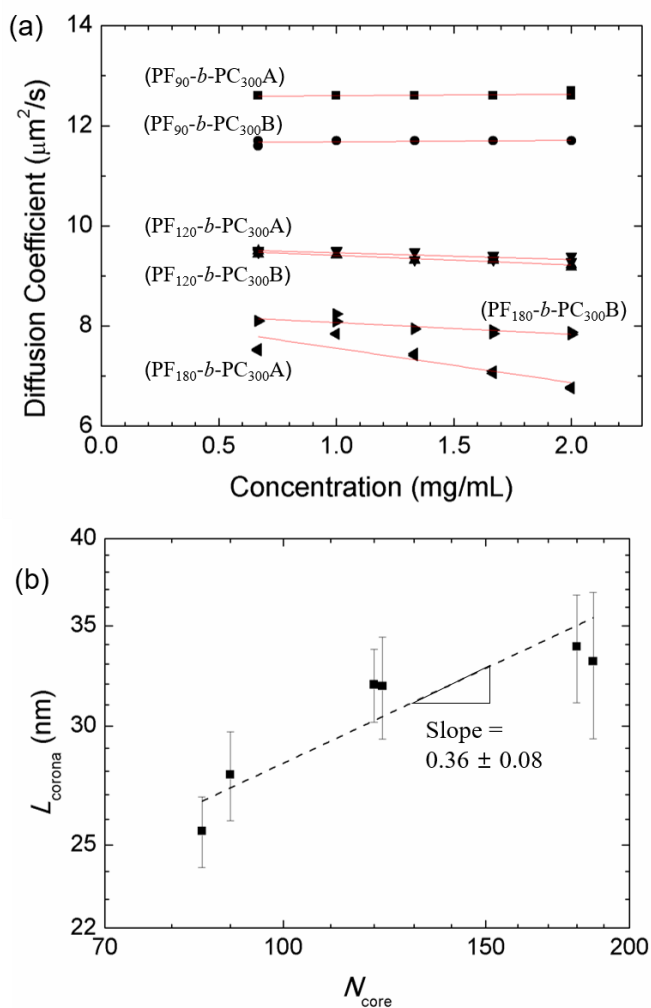 (a)
14
12
10
8
6
Diffusion Coefficient (μm²/s)
(PF₉₀-b-PC₃₀₀A)
(PF₉₀-b-PC₃₀₀B)
(PF₁₂₀-b-PC₃₀₀A)
(PF₁₂₀-b-PC₃₀₀B)
(PF₁₈₀-b-PC₃₀₀B)
(PF₁₈₀-b-PC₃₀₀A)
0.0 0.5 1.0 1.5 2.0
Concentration (mg/mL)
(b)
40
35
30
25
22
L_corona (nm)
Slope =
0.36 ± 0.08
70 100 150 200
N_core